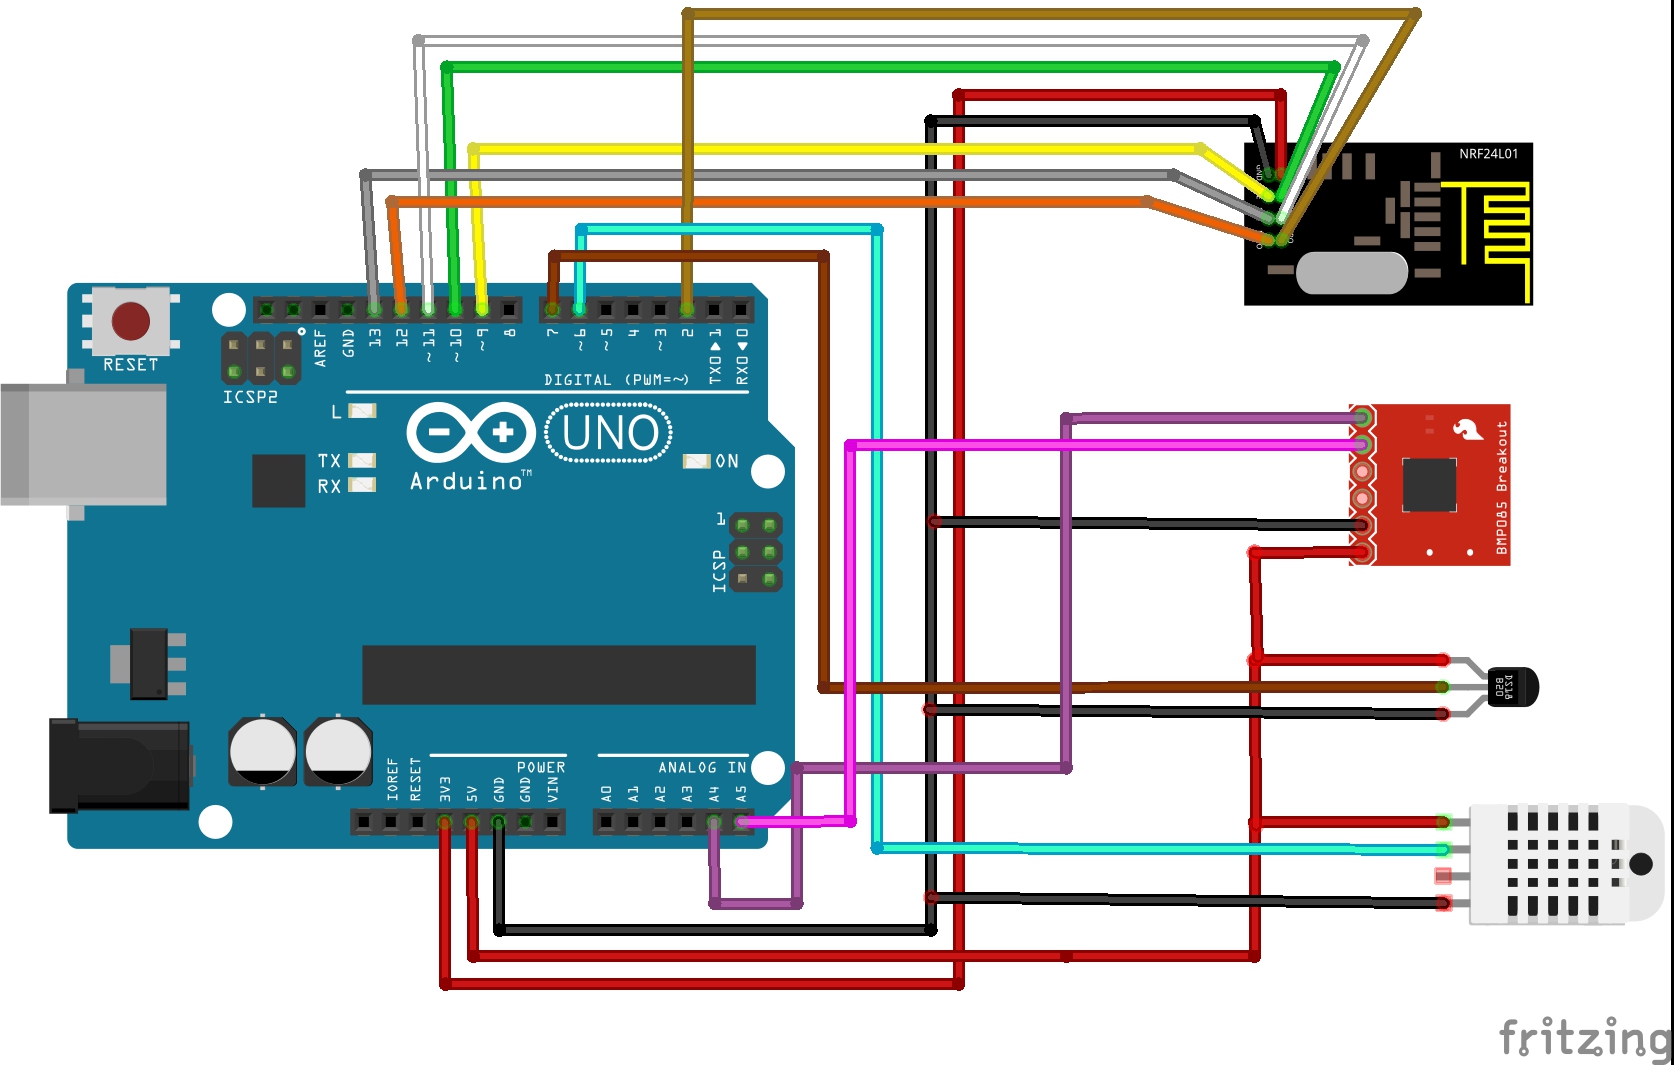 NRF24L01
RESET
ICSP2
AREF
GND
13
12
~11
~10
~9
8
7
~6
~5
4
~3
2
TX0▶1
RX0◀0
DIGITAL (PWM=~)
L
TX
RX
UNO
Arduino™
ON
1
ICSP
BMP085 Breakout
DS18
B20
IOREF
RESET
3V3
5V
GND
GND
VIN
POWER
A0
A1
A2
A3
A4
A5
ANALOG IN
fritzing